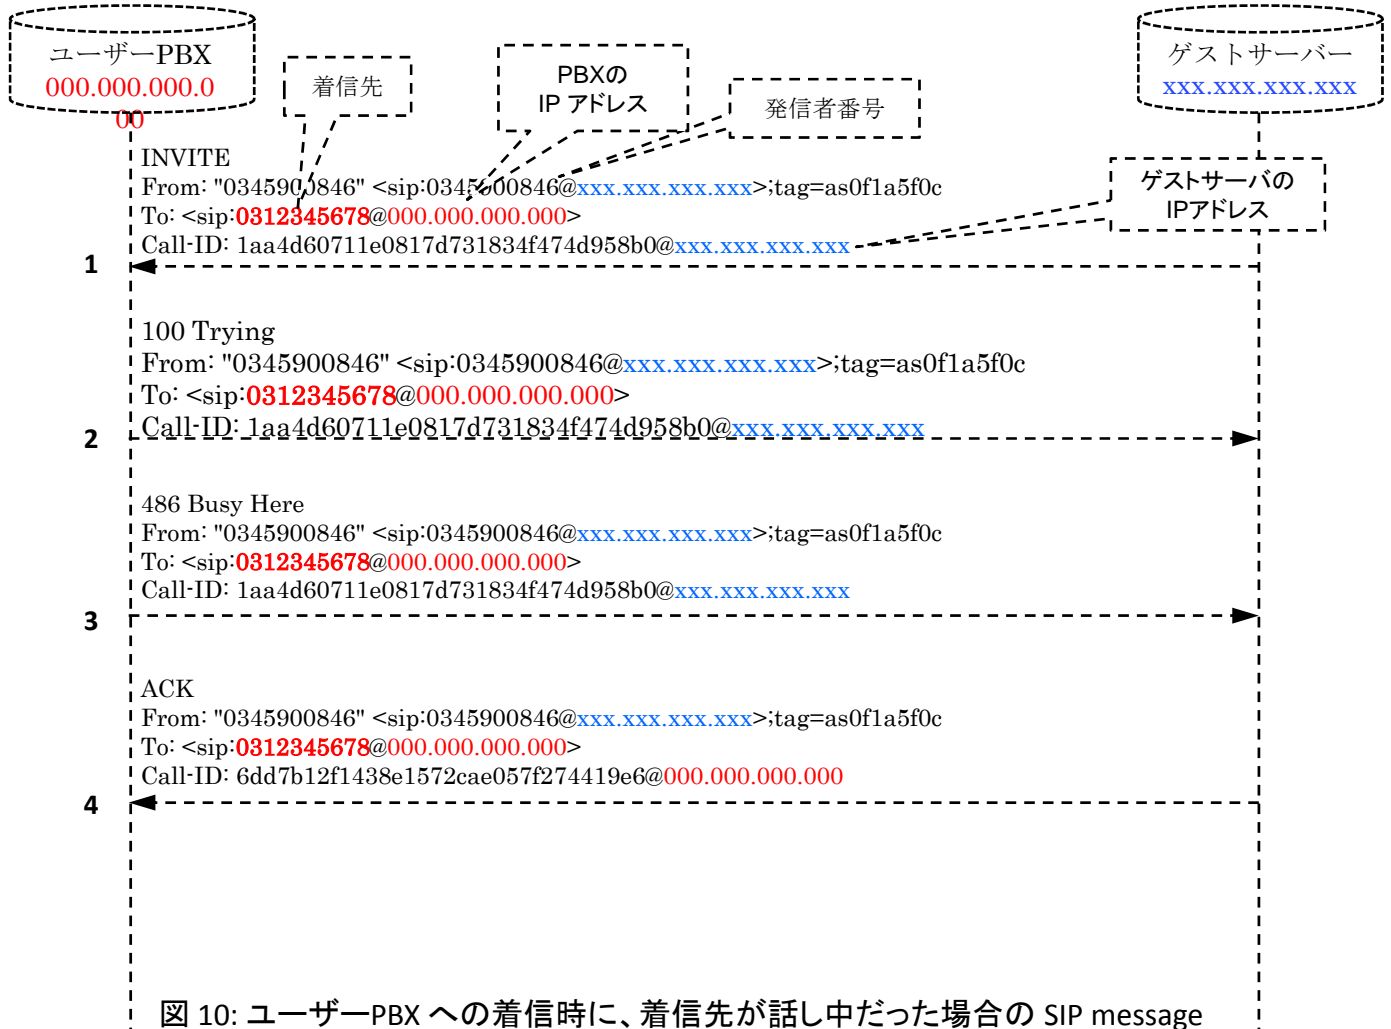 ユーザーPBX
000.000.000.0
00
ゲストサーバー
xxx.xxx.xxx.xxx
着信先
PBXの
IP アドレス
発信者番号
ゲストサーバの
IPアドレス
INVITE
From: "0345900846" <sip:0345900846@xxx.xxx.xxx.xxx>;tag=as0f1a5f0c
To: <sip:0312345678@000.000.000.000>
Call-ID: 1aa4d60711e0817d731834f474d958b0@xxx.xxx.xxx.xxx
1
100 Trying
From: "0345900846" <sip:0345900846@xxx.xxx.xxx.xxx>;tag=as0f1a5f0c
To: <sip:0312345678@000.000.000.000>
Call-ID: 1aa4d60711e0817d731834f474d958b0@xxx.xxx.xxx.xxx
2
486 Busy Here
From: "0345900846" <sip:0345900846@xxx.xxx.xxx.xxx>;tag=as0f1a5f0c
To: <sip:0312345678@000.000.000.000>
Call-ID: 1aa4d60711e0817d731834f474d958b0@xxx.xxx.xxx.xxx
3
ACK
From: "0345900846" <sip:0345900846@xxx.xxx.xxx.xxx>;tag=as0f1a5f0c
To: <sip:0312345678@000.000.000.000>
Call-ID: 6dd7b12f1438e1572cae057f274419e6@000.000.000.000
4
図 10: ユーザーPBX への着信時に、着信先が話し中だった場合の SIP message